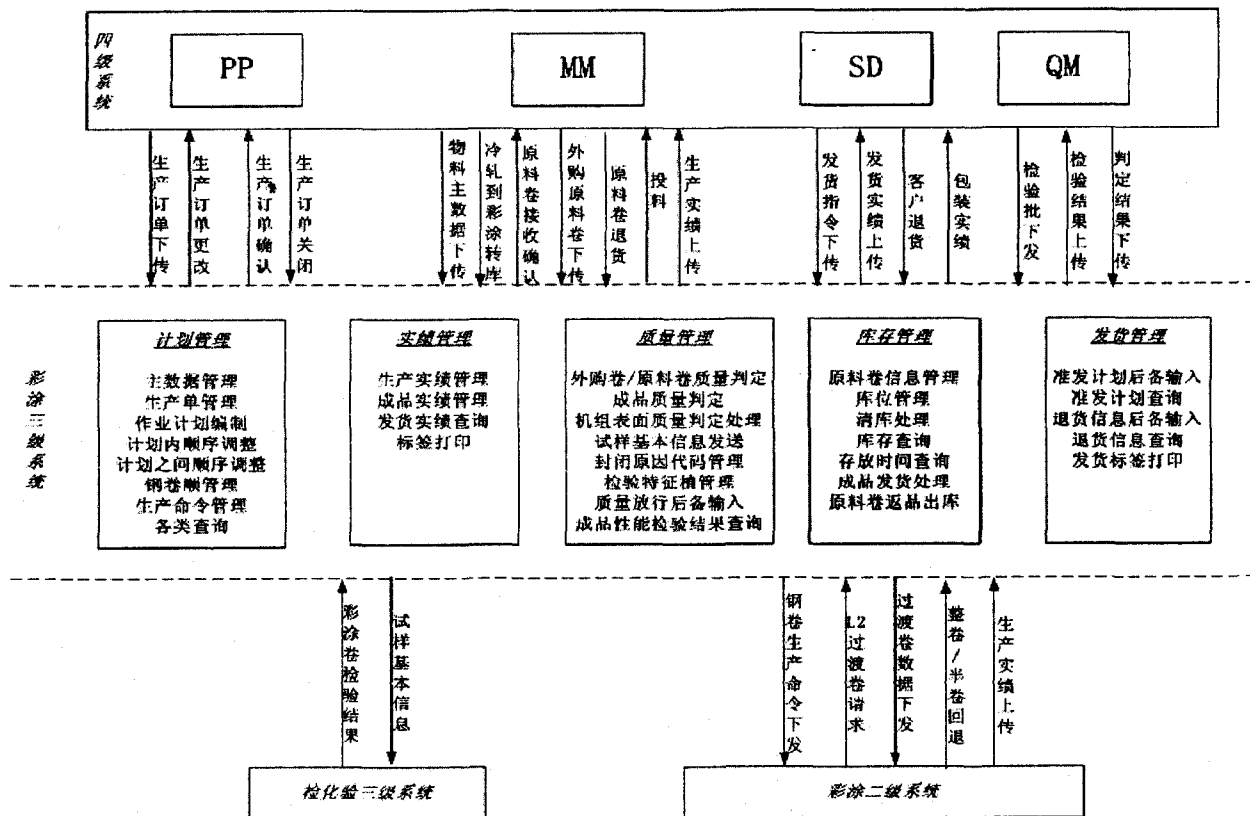 四级系统
PP
MM
SD
QM
生产订单下传
生产订单更改
生产订单确认
生产订单关闭
物料主数据下传
冷轧到彩涂转库
原料卷接收确认
外购原料卷下传
原料卷退货
投料
生产实绩上传
发货指令下传
发货实绩上传
客户退货
包装实绩
检验批下发
检验结果上传
判定结果下传
彩涂三级系统
计划管理
主数据管理
生产单管理
作业计划编制
计划内顺序调整
计划之间顺序调整
钢卷顺管理
生产命令管理
各类查询
实绩管理
生产实绩管理
成品实绩管理
发货实绩查询
标签打印
质量管理
外购卷/原料卷质量判定
成品质量判定
机组表面质量判定处理
试样基本信息发送
封闭原因代码管理
检验特征植管理
质量放行后备输入
成品性能检验结果查询
库存管理
原料卷信息管理
库位管理
清库处理
库存查询
存放时间查询
成品发货处理
原料卷返品出库
发货管理
准发计划后备输入
准发计划查询
退货信息后备输入
退货信息查询
发货标签打印
彩涂卷检验结果
试样基本信息
钢卷生产命令下发
L2过渡卷请求
过渡卷数据下发
整卷/半卷回退
生产实绩上传
检化验三级系统
彩涂二级系统